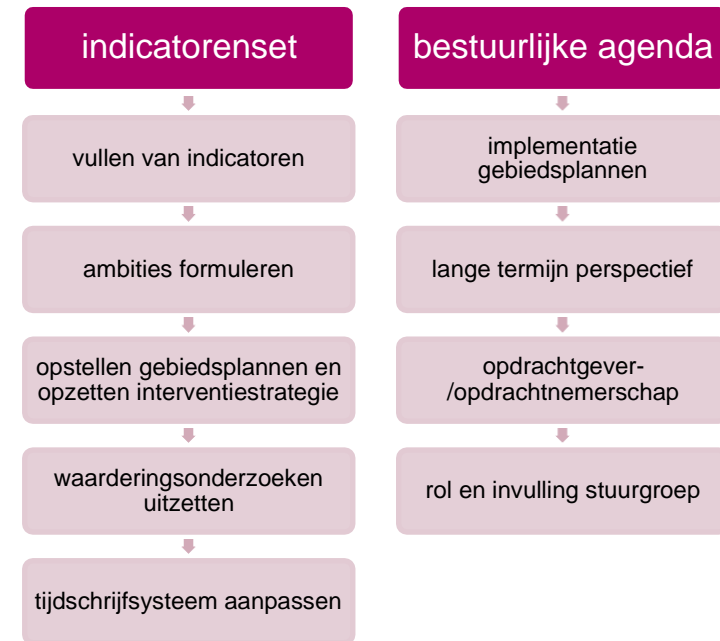 indicatorenset
vullen van indicatoren
ambities formuleren
opstellen gebiedsplannen en
opzetten interventiestrategie
waarderingsonderzoeken
uitzetten
tijdschrijfsysteem aanpassen
bestuurlijke agenda
implementatie
gebiedsplannen
lange termijn perspectief
opdrachtgever-
/opdrachtnemerschap
rol en invulling stuurgroep